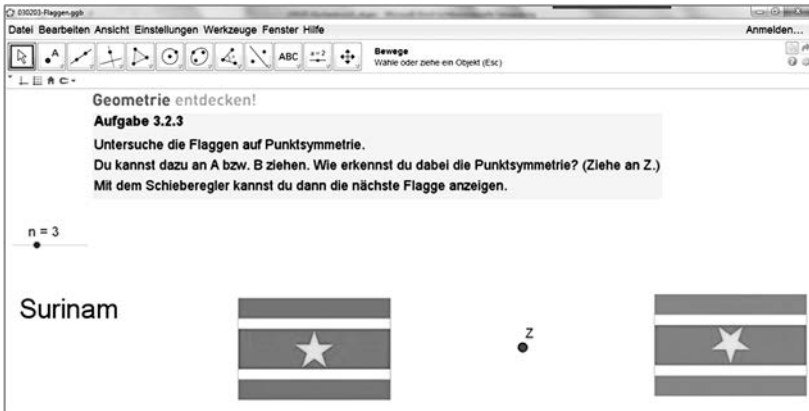 030203-Flaggen.ggb
Datei Bearbeiten Ansicht Einstellungen Werkzeuge Fenster Hilfe
Anmelden...
A
ABC
a=2
Bewege
Wähle oder ziehe ein Objekt (Esc)
Geometrie entdecken!
Aufgabe 3.2.3
Untersuche die Flaggen auf Punktsymmetrie.
Du kannst dazu an A bzw. B ziehen. Wie erkennst du dabei die Punktsymmetrie? (Ziehe an Z.)
Mit dem Schieberegler kannst du dann die nächste Flagge anzeigen.
n = 3
Surinam
Z